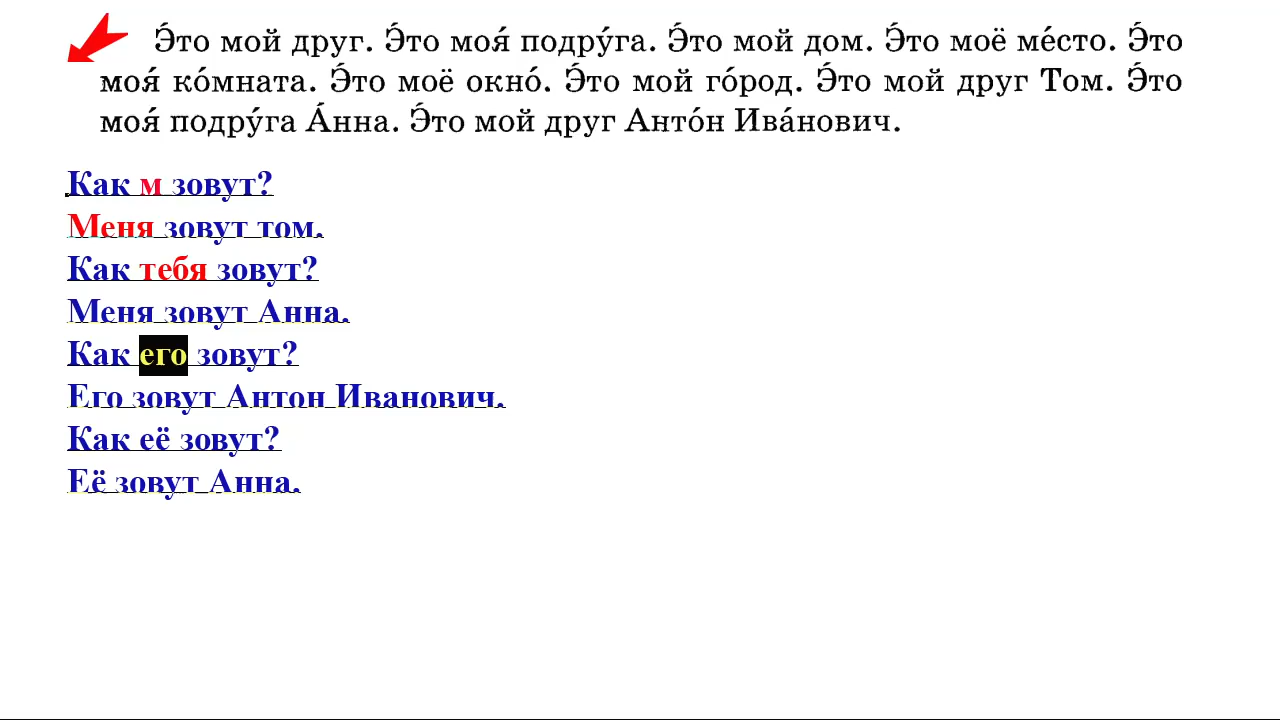 Э́то мой друг. Э́то моя́ подру́га. Э́то мой дом. Э́то моё ме́сто. Э́то
моя́ ко́мната. Э́то моё окно́. Э́то мой го́род. Э́то мой друг Том. Э́то
моя́ подру́га А́нна. Э́то мой друг Анто́н Ива́нович.
Как м зовут?
Меня зовут том.
Как тебя зовут?
Меня зовут Анна.
Как его зовут?
Его зовут Антон Иванович.
Как её зовут?
Её зовут Анна.